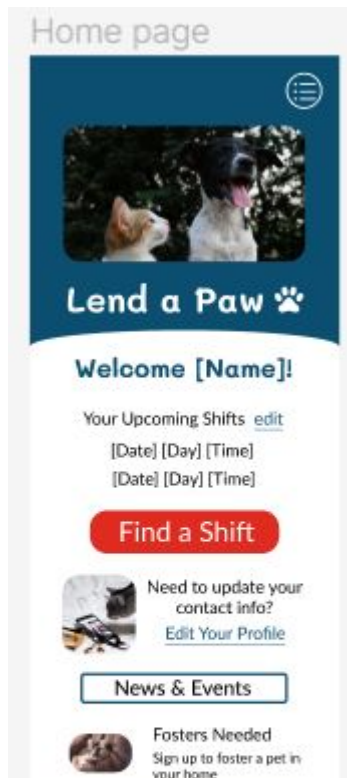 Home page
Lend a Paw
Welcome [Name]!
Your Upcoming Shifts edit
[Date] [Day] [Time]
[Date] [Day] [Time]
Find a Shift
Need to update your
contact info?
Edit Your Profile
News & Events
Fosters Needed
Sign up to foster a pet in
your home